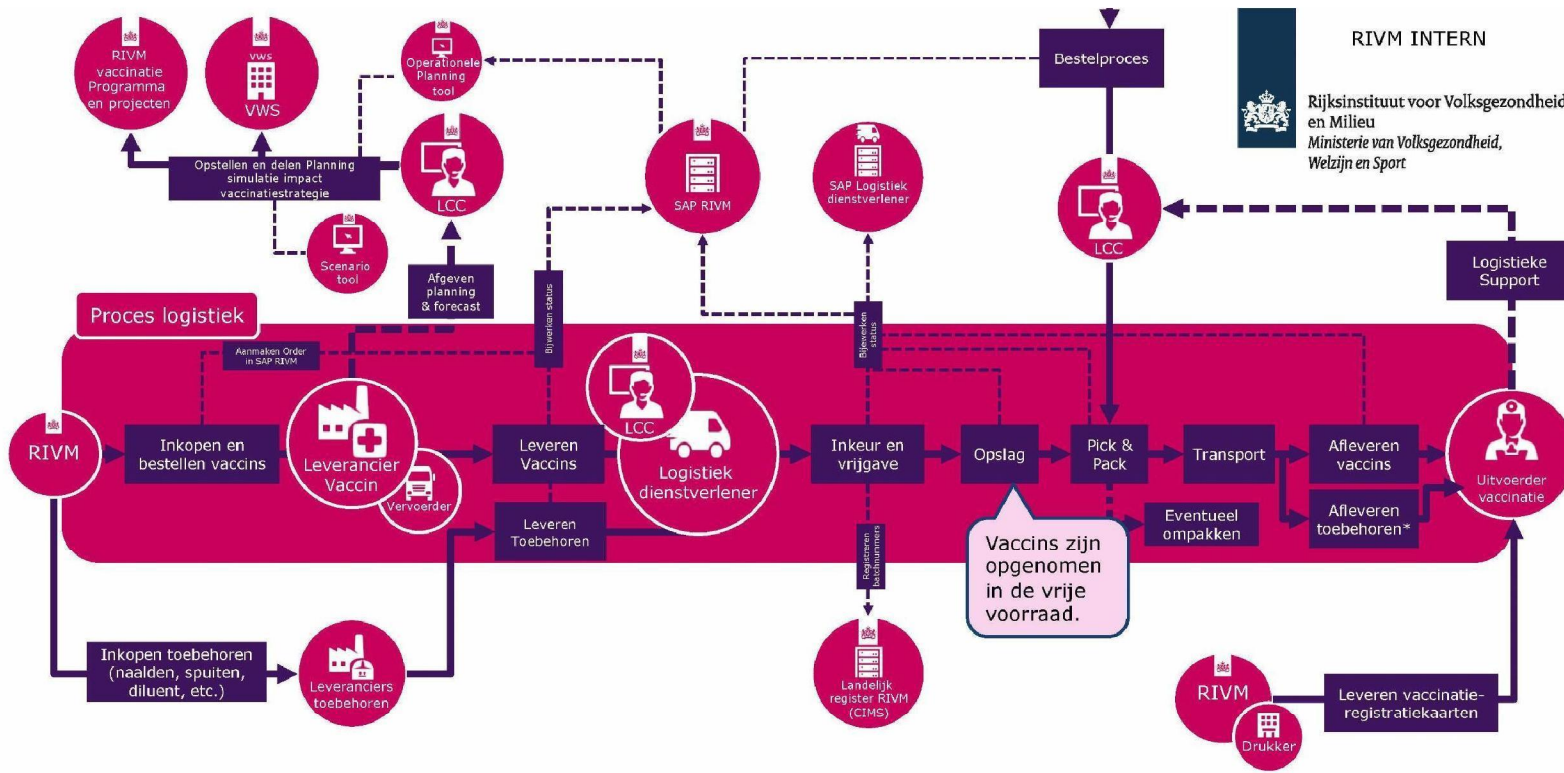 RIVM INTERN
Rijksinstituut voor Volksgezondheid
en Milieu
Ministerie van Volksgezondheid,
Welzijn en Sport
RIVM
vaccinatie
Programma
en projecten
vws
VWS
Operationele
Planning
tool
Bestelproces
Opstellen en delen Planning
simulatie impact
vaccinatiestrategie
LCC
SAP RIVM
SAP Logistiek
dienstverlener
LCC
Scenario
tool
Afgeven
planning
& forecast
Logistieke
Support
Proces logistiek
Aanmaken Order
in SAP RIVM
Bijwerken status
Bijewerken
status
RIVM
Inkopen en
bestellen vaccins
Leverancier
Vaccin
Vervoerder
Leveren
Vaccins
LCC
Logistiek
dienstverlener
Inkeur en
vrijgave
Opslag
Pick &
Pack
Transport
Afleveren
vaccins
Uitvoerder
vaccinatie
Leveren
Toebehoren
Eventueel
ompakken
Afleveren
toebehoren*
Registreren
batchnummers
Vaccins zijn
opgenomen
in de vrije
voorraad.
Inkopen toebehoren
(naalden, spuiten,
diluent, etc.)
Leveranciers
toebehoren
Landelijk
register RIVM
(CIMS)
RIVM
Drukker
Leveren vaccinatie-
registratiekaarten